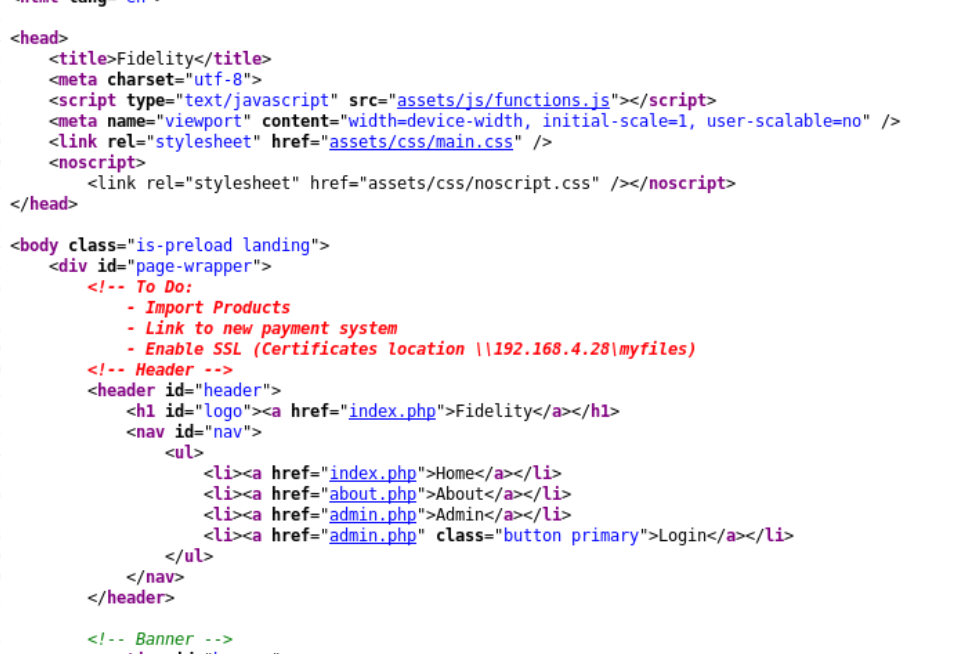 <head>
<title>Fidelity</title>
<meta charset="utf-8">
<script type="text/javascript" src="assets/js/functions.js"></script>
<meta name="viewport" content="width=device-width, initial-scale=1, user-scalable=no" />
<link rel="stylesheet" href="assets/css/main.css" />
<noscript>
<link rel="stylesheet" href="assets/css/noscript.css" /></noscript>
</head>
<body class="is-preload landing">
<div id="page-wrapper">
<!-- To Do:
- Import Products
- Link to new payment system
- Enable SSL (Certificates location \\192.168.4.28\myfiles)
<!-- Header -->
<header id="header">
<h1 id="logo"><a href="index.php">Fidelity</a></h1>
<nav id="nav">
<ul>
<li><a href="index.php">Home</a></li>
<li><a href="about.php">About</a></li>
<li><a href="admin.php">Admin</a></li>
<li><a href="admin.php" class="button primary">Login</a></li>
</ul>
</nav>
</header>
<!-- Banner -->